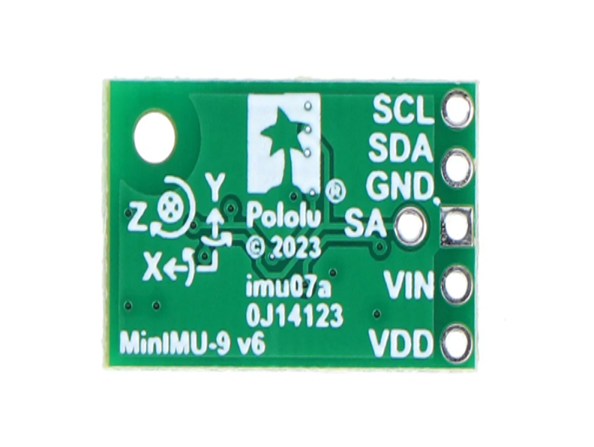 SCL
SDA
GND
SA
VIN
VDD
Y
Z
X
Pololu ®
© 2023
imu07a
0J14123
MinIMU-9 v6